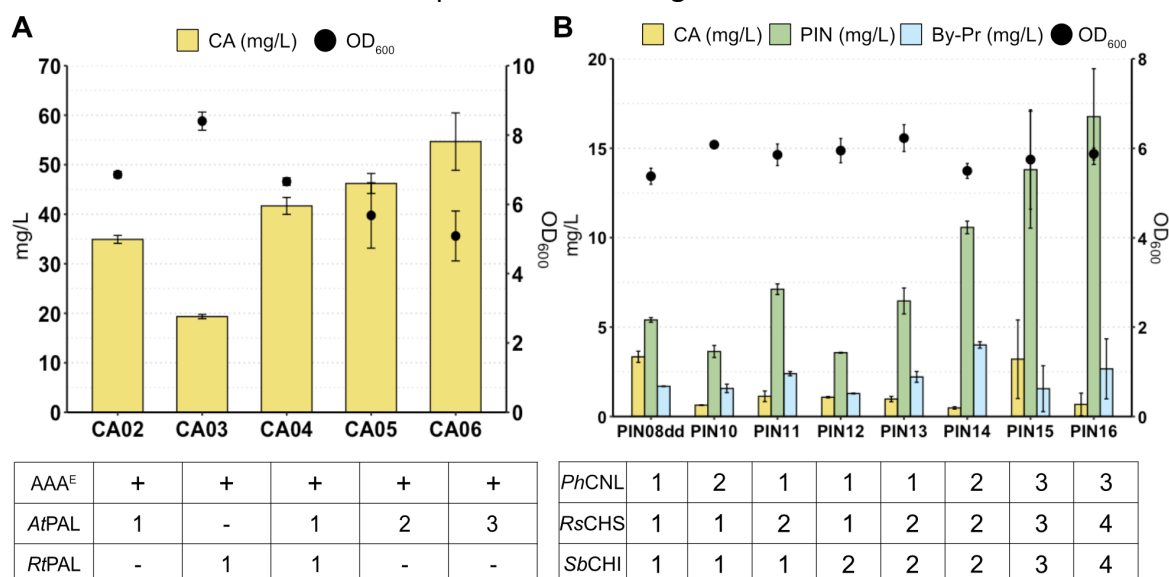 A
CA (mg/L) OD600
70
60
50
40
30
20
10
0
mg/L
10
8
6
4
2
0
OD600
CA02 CA03 CA04 CA05 CA06
AAAE + + + + +
AtPAL 1 - 1 2 3
RtPAL - 1 1 - -
B
CA (mg/L) PIN (mg/L) By-Pr (mg/L) OD600
20
15
10
5
0
mg/L
8
6
4
2
0
OD600
PIN08dd PIN10 PIN11 PIN12 PIN13 PIN14 PIN15 PIN16
PhCNL 1 2 1 1 1 2 3 3
RsCHS 1 1 2 1 2 2 3 4
SbCHI 1 1 1 2 2 2 3 4